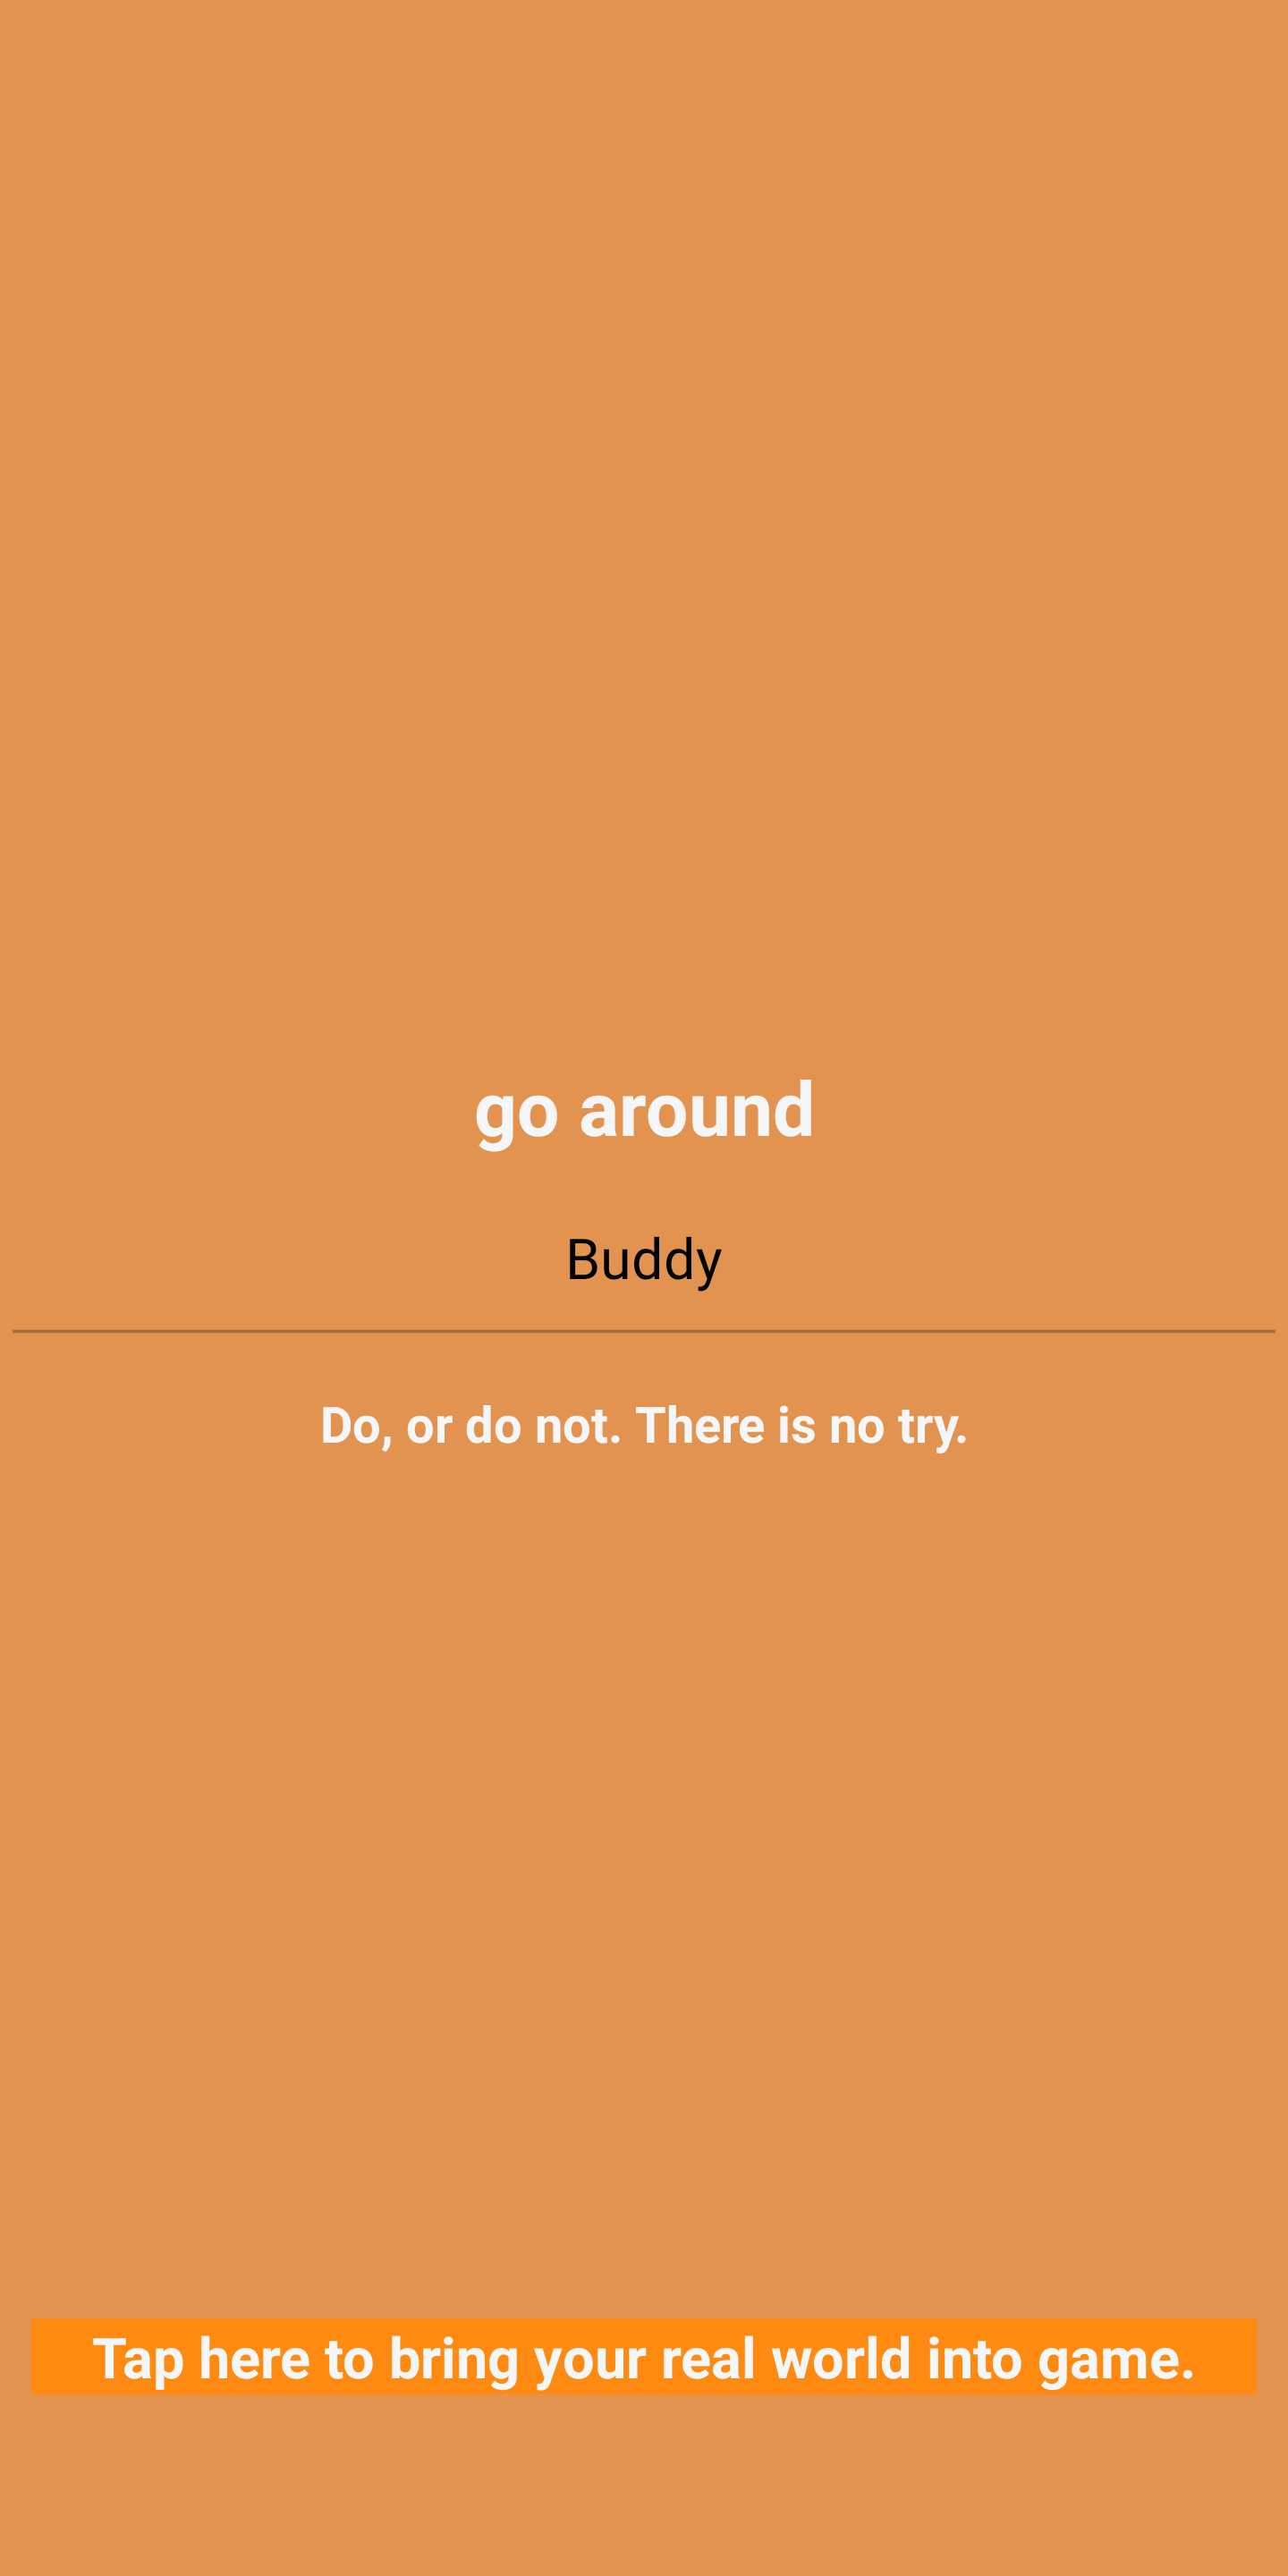 go around
Buddy
Do, or do not. There is no try.
Tap here to bring your real world into game.